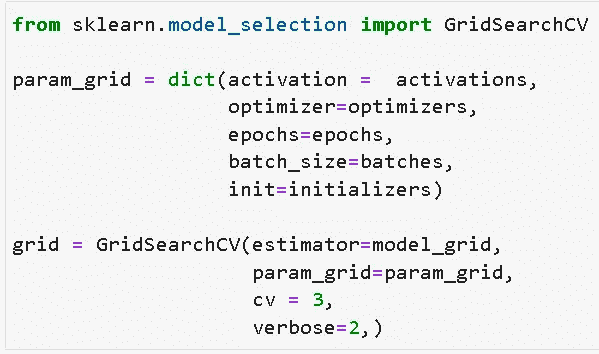 from sklearn.model_selection import GridSearchCV
param_grid = dict(activation =  activations,
optimizer=optimizers,
epochs=epochs,
batch_size=batches,
init=initializers)
grid = GridSearchCV(estimator=model_grid,
param_grid=param_grid,
cv = 3,
verbose=2,)